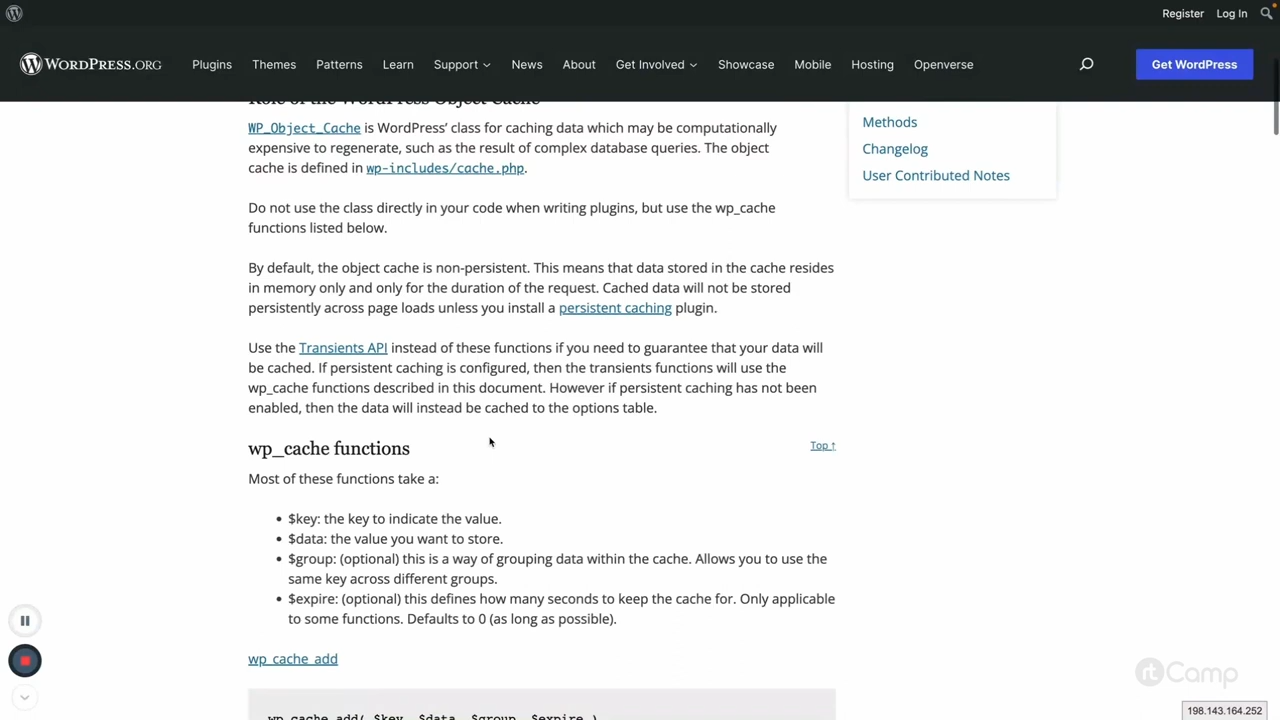 Register Log In
WORDPRESS.ORG Plugins Themes Patterns Learn Support News About Get Involved Showcase Mobile Hosting Openverse Get WordPress
Role of the WordPress Object Cache
WP_Object_Cache is WordPress' class for caching data which may be computationally
expensive to regenerate, such as the result of complex database queries. The object
cache is defined in wp-includes/cache.php.
Do not use the class directly in your code when writing plugins, but use the wp_cache
functions listed below.
By default, the object cache is non-persistent. This means that data stored in the cache resides
in memory only and only for the duration of the request. Cached data will not be stored
persistently across page loads unless you install a persistent caching plugin.
Use the Transients API instead of these functions if you need to guarantee that your data will
be cached. If persistent caching is configured, then the transients functions will use the
wp_cache functions described in this document. However if persistent caching has not been
enabled, then the data will instead be cached to the options table.
wp_cache functions
Top ↑
Most of these functions take a:
• $key: the key to indicate the value.
• $data: the value you want to store.
• $group: (optional) this is a way of grouping data within the cache. Allows you to use the
same key across different groups.
• $expire: (optional) this defines how many seconds to keep the cache for. Only applicable
to some functions. Defaults to 0 (as long as possible).
wp_cache_add
wp_cache_add( $key, $data, $group, $expire )
Methods
Changelog
User Contributed Notes
rtCamp
198.143.164.252